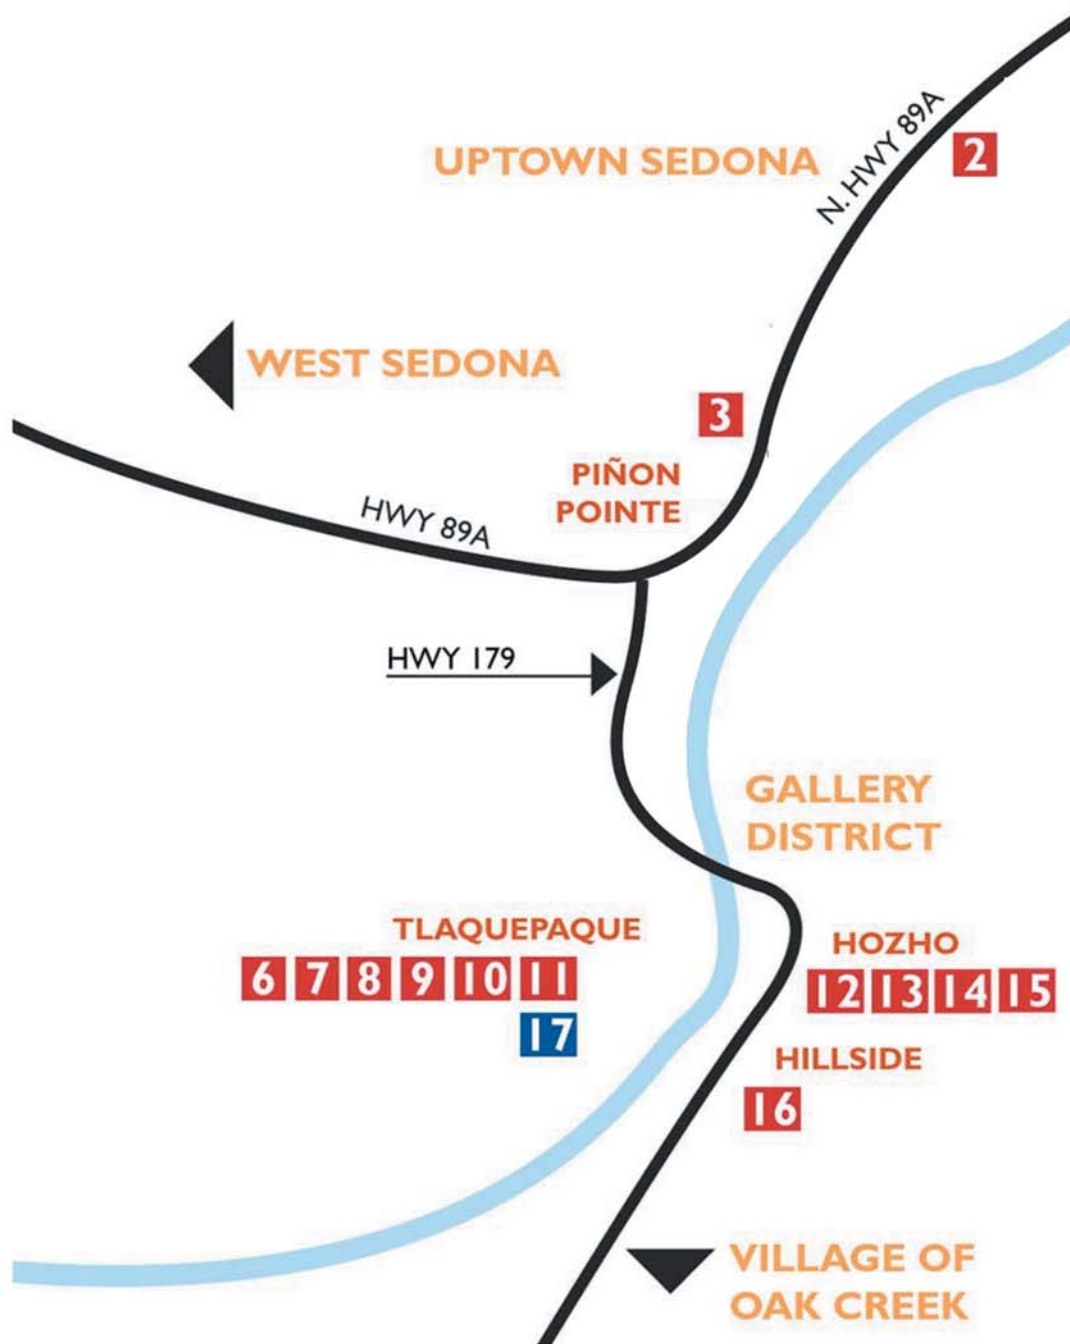 N. HWY 89A
UPTOWN SEDONA
2
WEST SEDONA
3
PIÑON
POINTE
HWY 89A
HWY 179
GALLERY
DISTRICT
TLAQUEPAQUE
6 7 8 9 10 11
17
HOZHO
12 13 14 15
HILLSIDE
16
VILLAGE OF
OAK CREEK